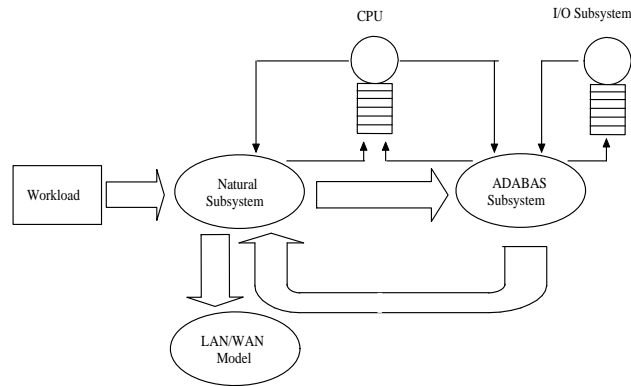 CPU
I/O Subsystem
Workload
Natural
Subsystem
ADABAS
Subsystem
LAN/WAN
Model